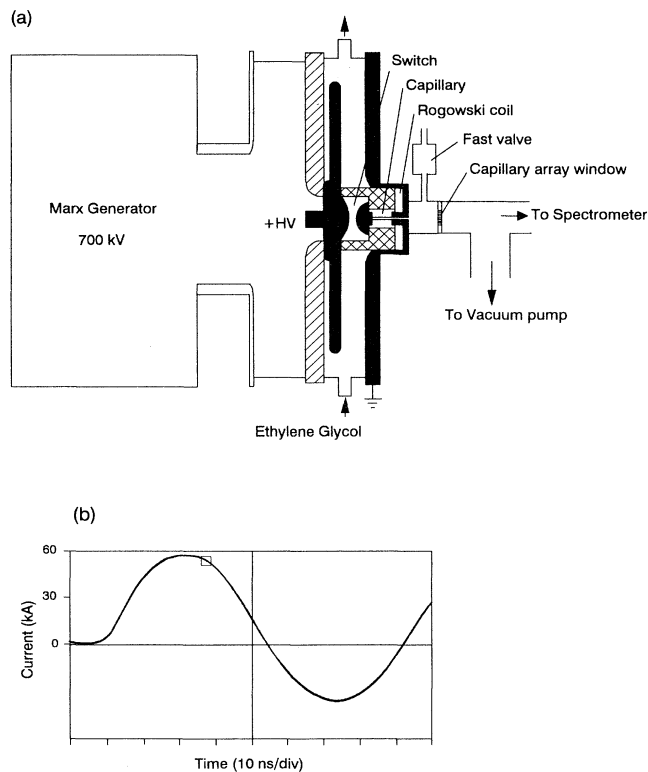 (a)
Switch
Capillary
Rogowski coil
Fast valve
Capillary array window
Marx Generator
700 kV
+HV
To Spectrometer
To Vacuum pump
Ethylene Glycol
(b)
60
30
0
Current (kA)
Time (10 ns/div)